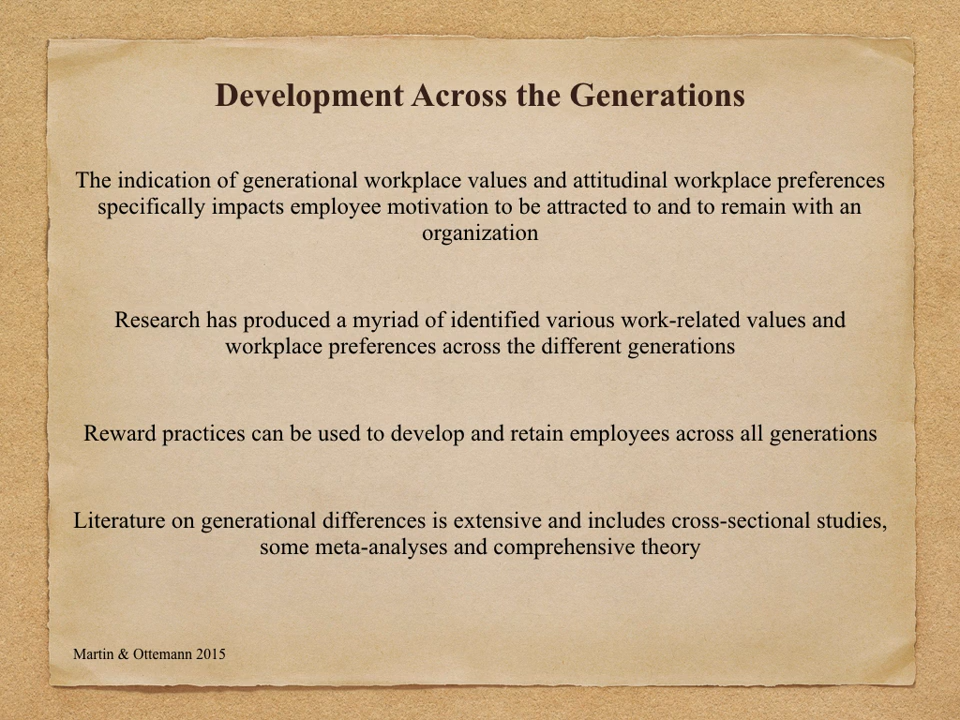 Development Across the Generations
The indication of generational workplace values and attitudinal workplace preferences
specifically impacts employee motivation to be attracted to and to remain with an
organization
Research has produced a myriad of identified various work-related values and
workplace preferences across the different generations
Reward practices can be used to develop and retain employees across all generations
Literature on generational differences is extensive and includes cross-sectional studies,
some meta-analyses and comprehensive theory
Martin & Ottemann 2015